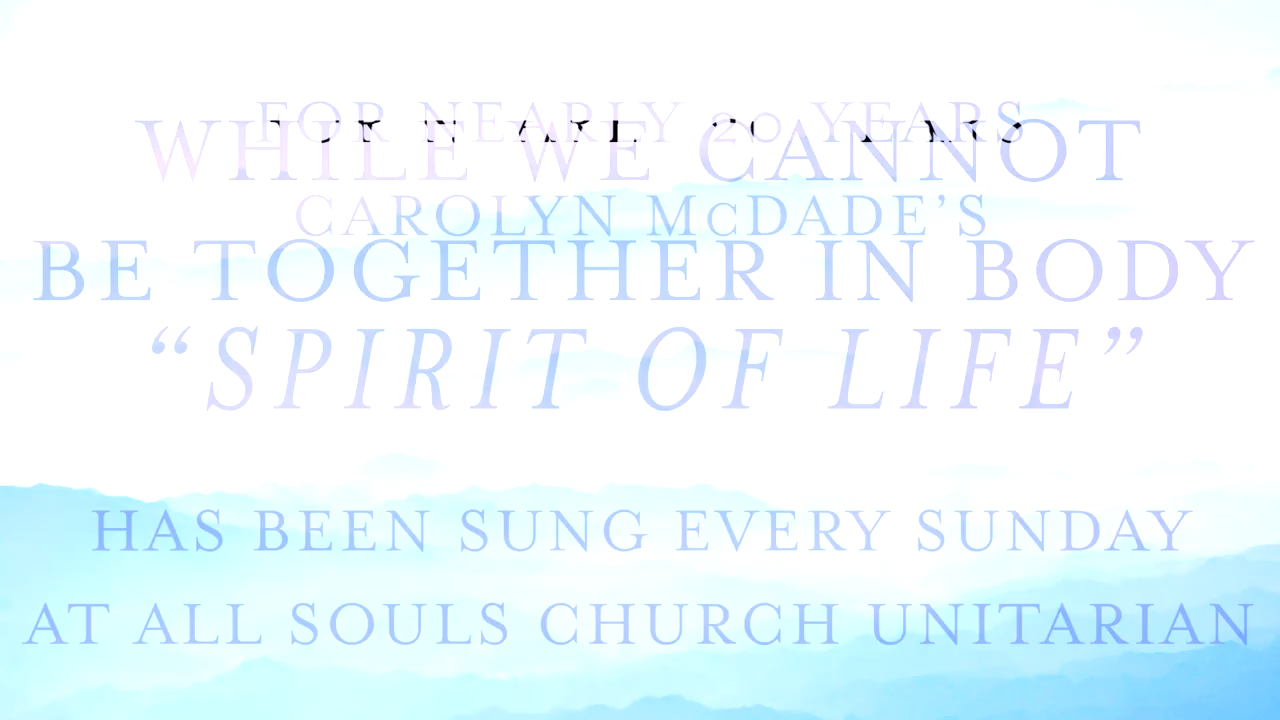 FOR NEARLY 20 YEARS
WHILE WE CANNOT
CAROLYN McDADE'S
BE TOGETHER IN BODY
“SPIRIT OF LIFE”
HAS BEEN SUNG EVERY SUNDAY
AT ALL SOULS CHURCH UNITARIAN